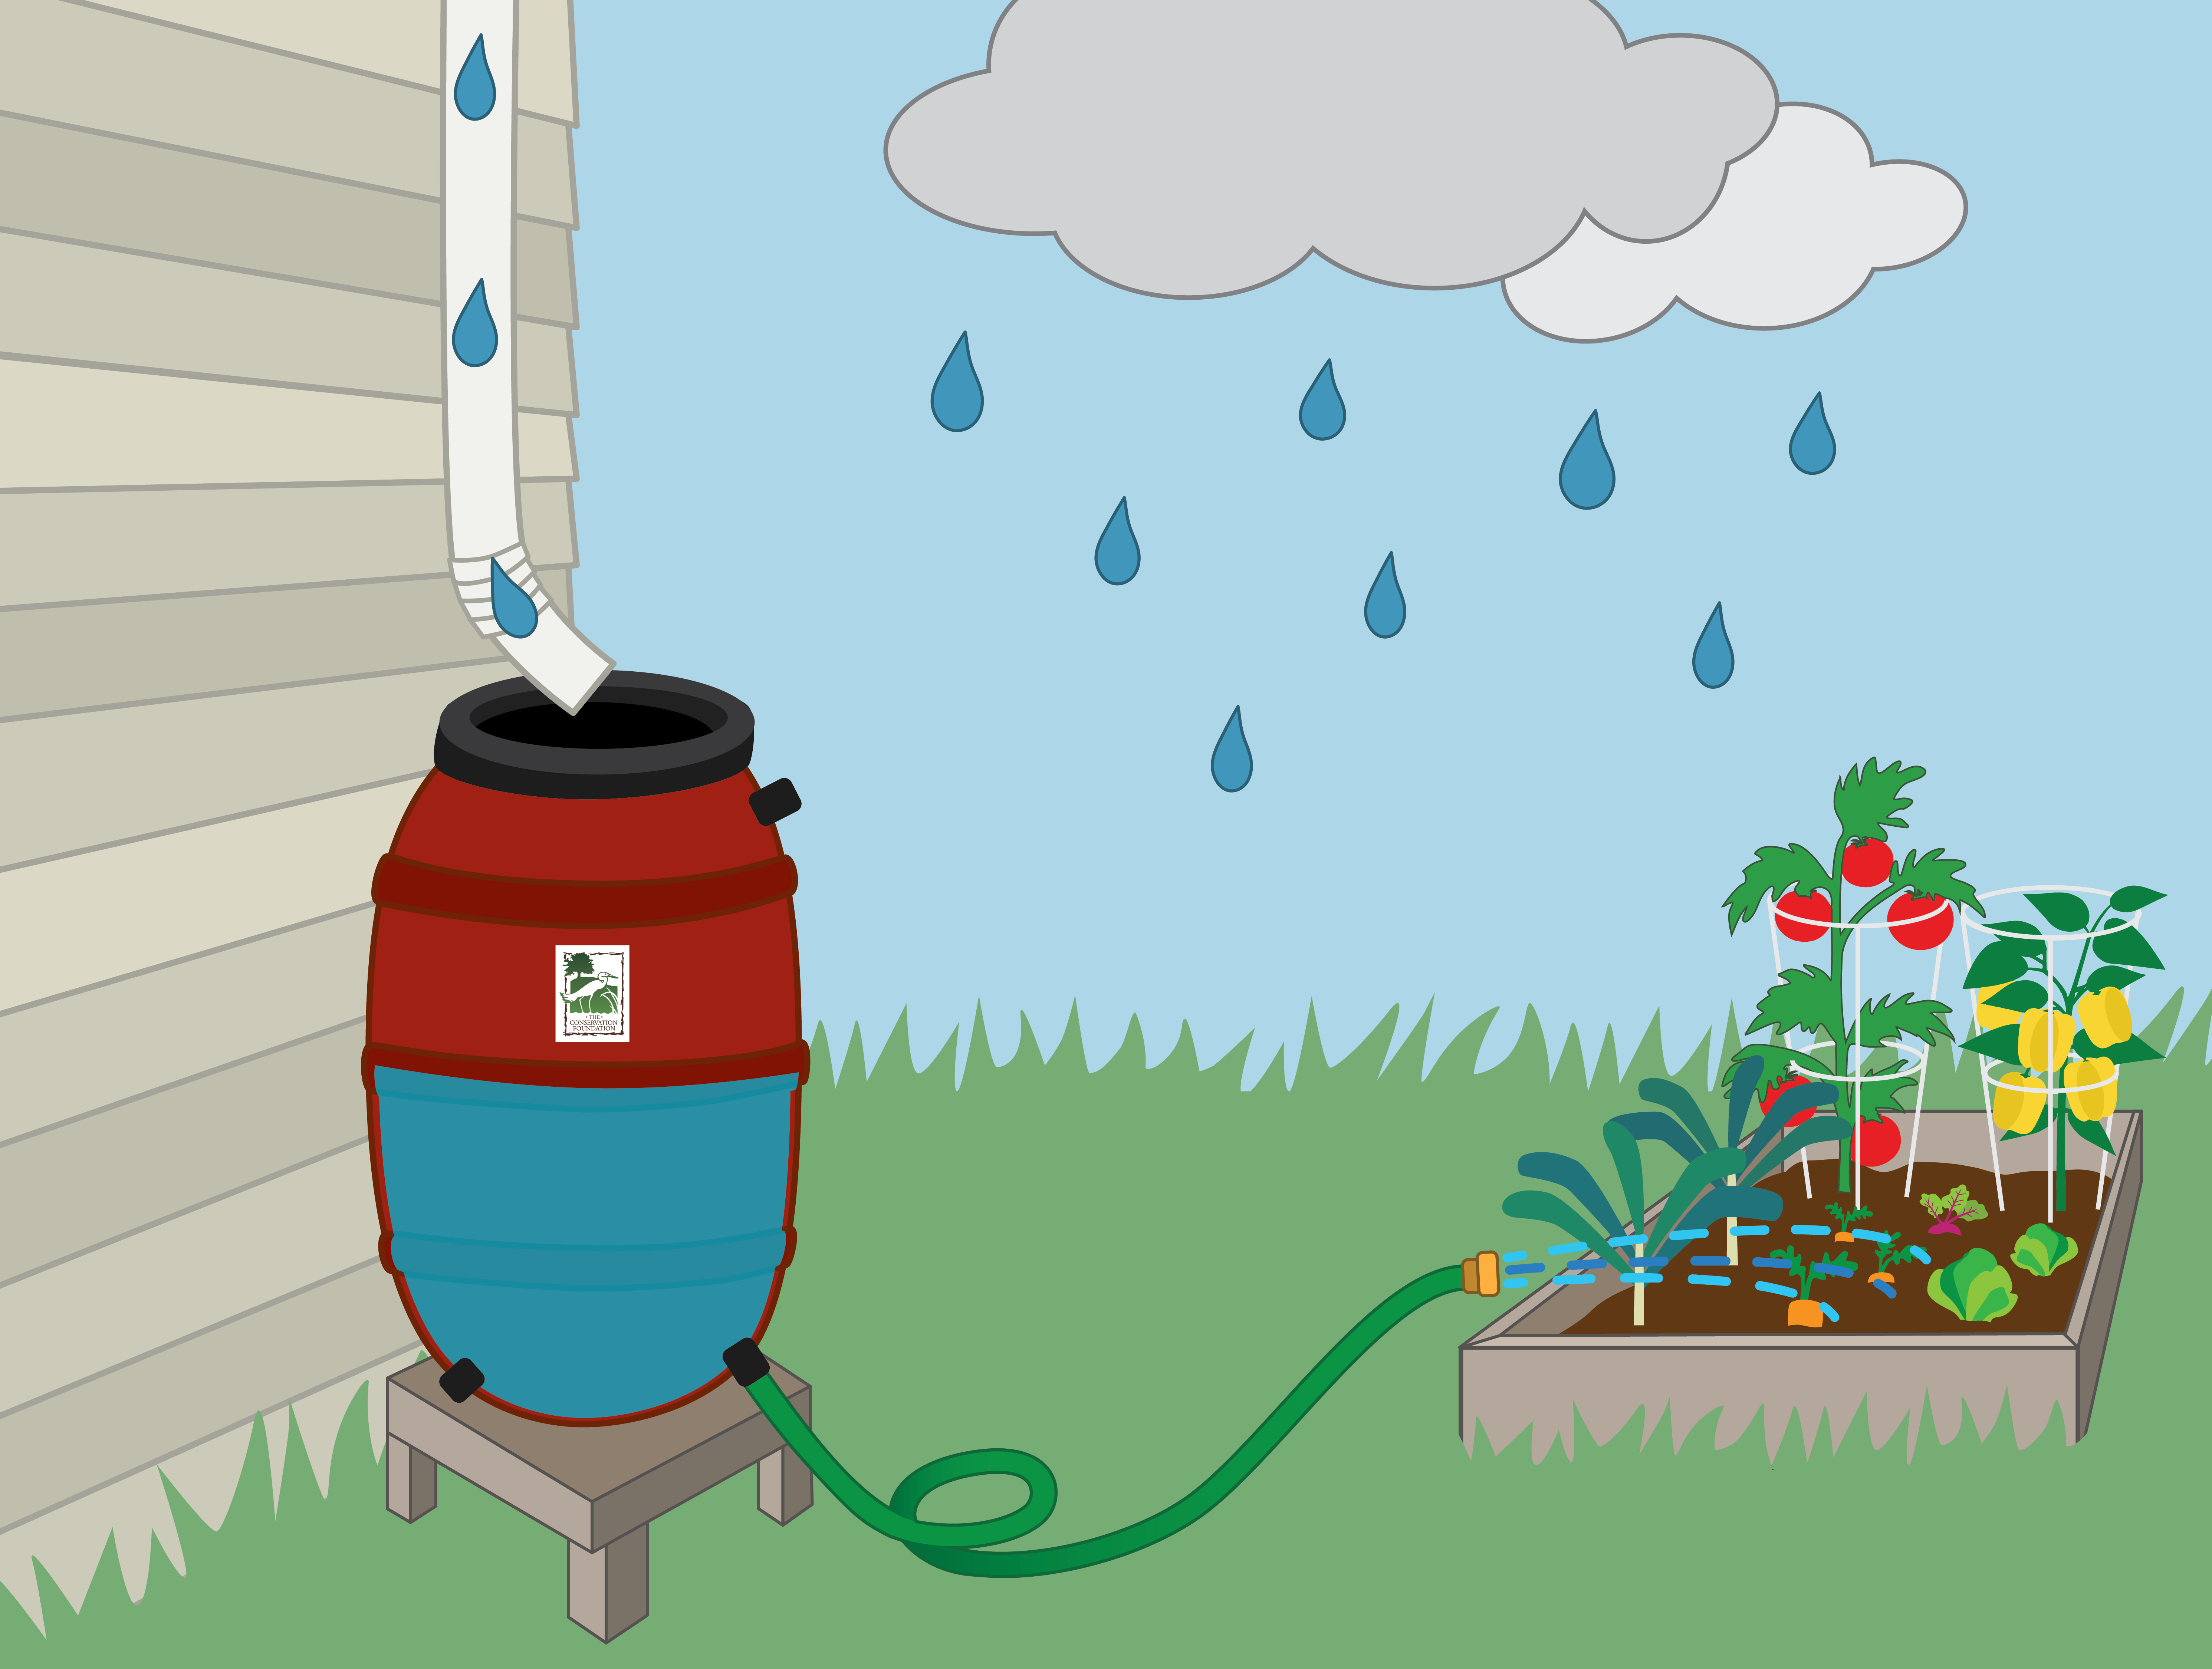 • THE •
CONSERVATION
FOUNDATION